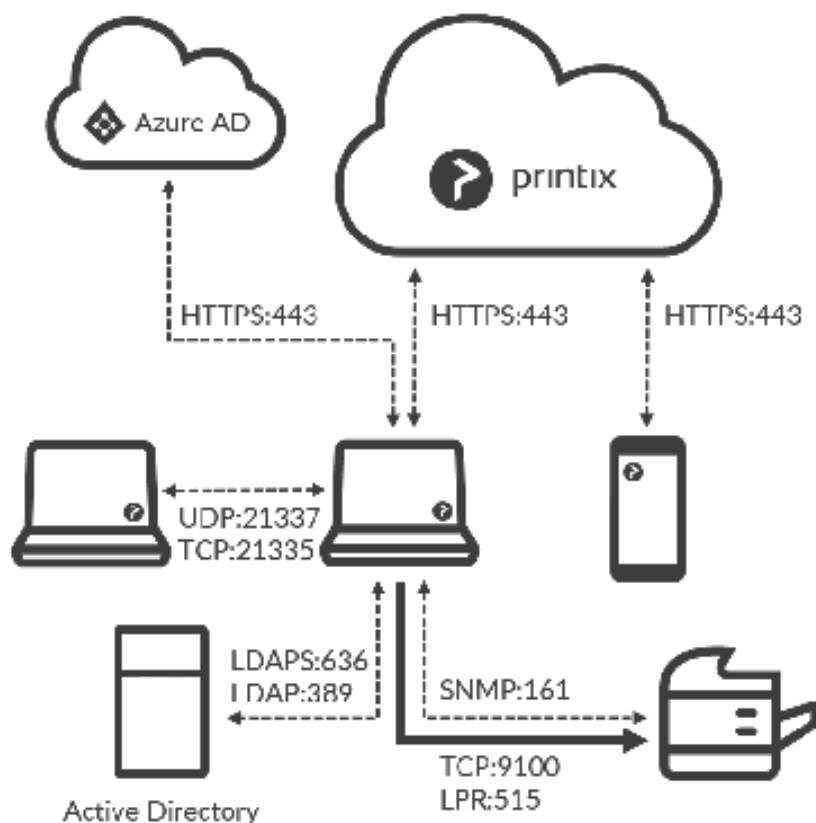 Azure AD
printix
HTTPS:443
HTTPS:443
HTTPS:443
UDP:21337
TCP:21335
LDAPS:636
LDAP:389
SNMP:161
TCP:9100
LPR:515
Active Directory